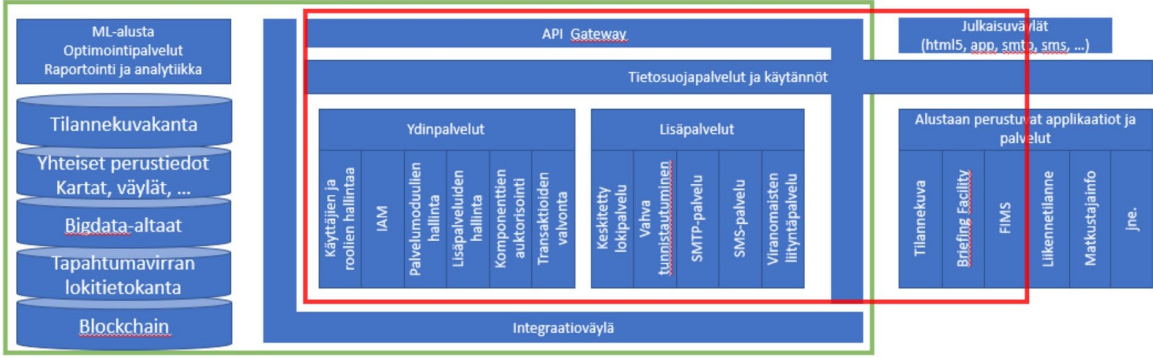 ML-alusta
Optimointipalvelut
Raportointi ja analytiikka
Tilannekuvakanta
Yhteiset perustiedot
Kartat, väylät, ...
Bigdata-altaat
Tapahtumavirran
lokitietokanta
Blockchain
API Gateway
Tietosuojapalvelut ja käytännöt
Ydinpalvelut
Käyttäjien ja
roolien hallintaa
IAM
Palvelumoduulien
hallinta
Lisäpalveluiden
hallinta
Komponenttien
auktorisointi
Transaktioiden
valvonta
Lisäpalvelut
Keskitetty
lokipalvelu
Vahva
tunnistautuminen
SMTP-palvelu
SMS-palvelu
Viranomaisten
liityntäpalvelu
Integraatioväylä
Julkaisuväylät
(html5, app, smtp, sms, ...)
Alustaan perustuvat applikaatiot ja
palvelut
Tilannekuva
Briefing Facility
FIMS
Liikennetilanne
Matkustajainfo
jne.